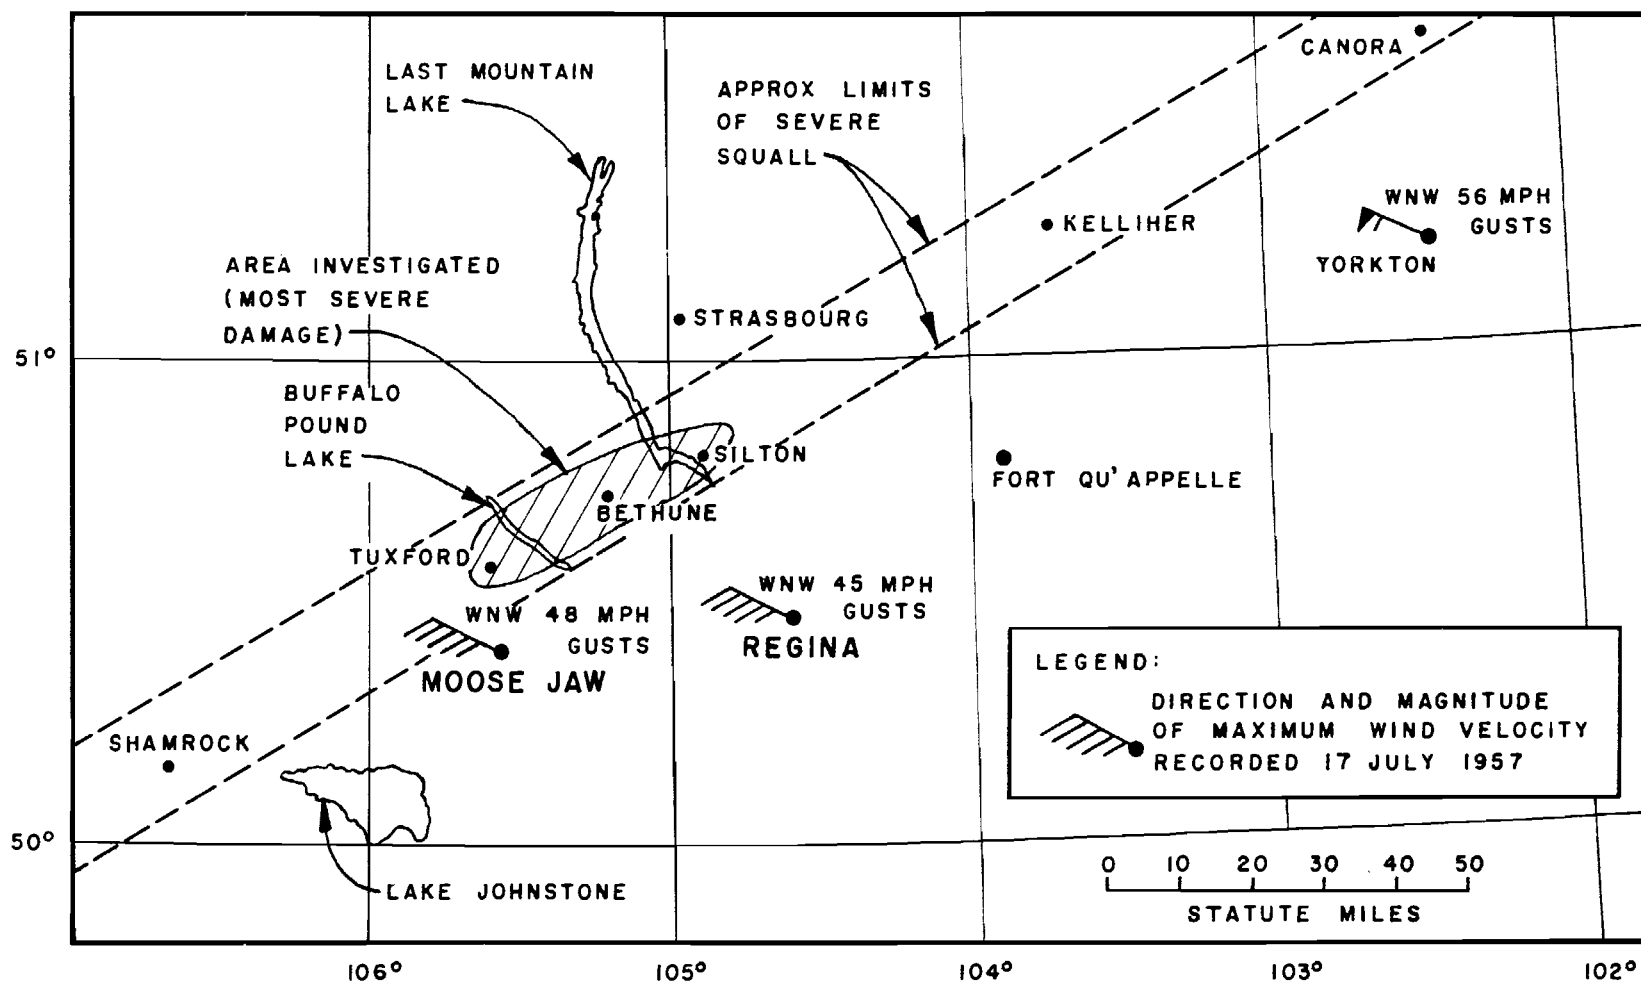 CANORA
LAST MOUNTAIN
LAKE
APPROX LIMITS
OF SEVERE
SQUALL
WNW 56 MPH
GUSTS
KELLIHER
YORKTON
AREA INVESTIGATED
(MOST SEVERE
DAMAGE)
STRASBOURG
51°
BUFFALO
POUND
LAKE
SILTON
FORT QU'APPELLE
BETHUNE
TUXFORD
WNW 45 MPH
GUSTS
REGINA
WNW 48 MPH
GUSTS
MOOSE JAW
LEGEND:
DIRECTION AND MAGNITUDE
OF MAXIMUM WIND VELOCITY
RECORDED 17 JULY 1957
SHAMROCK
50°
LAKE JOHNSTONE
0 10 20 30 40 50
STATUTE MILES
106° 105° 104° 103° 102°